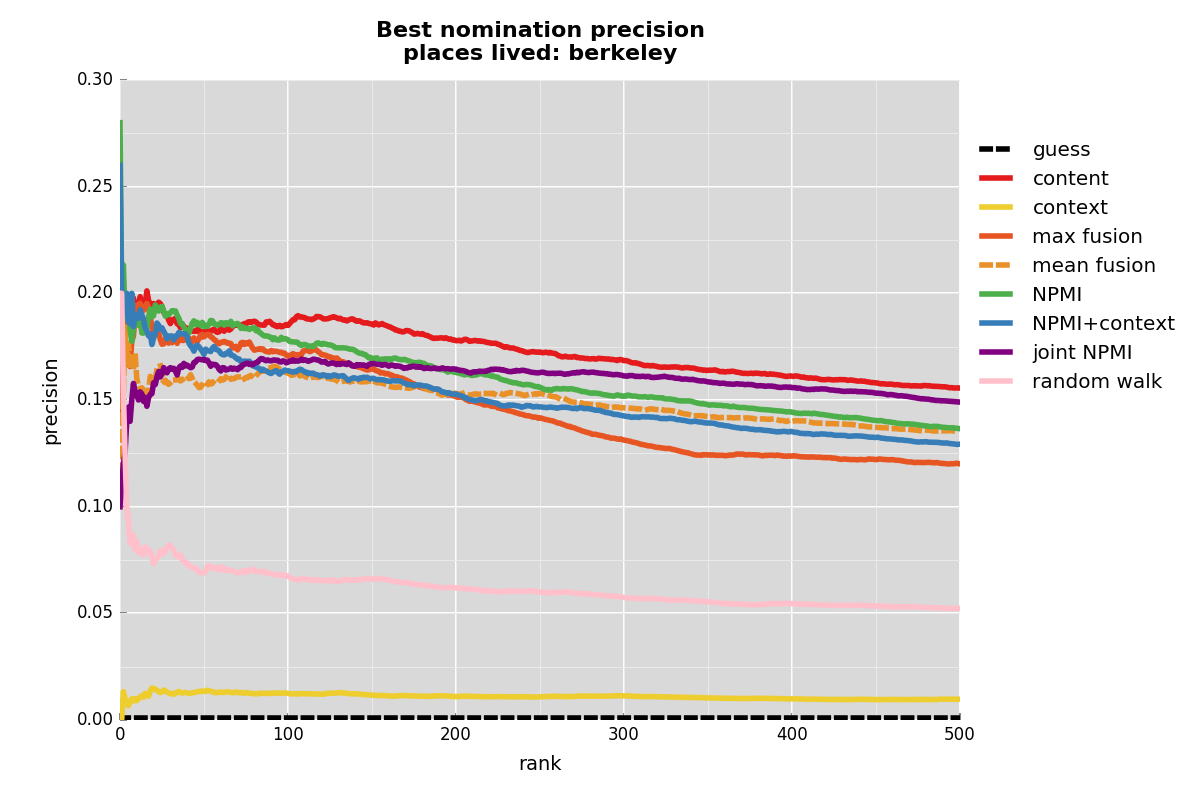 Best nomination precision
places lived: berkeley
precision
0.30
0.25
0.20
0.15
0.10
0.05
0.00
0
100
200
300
400
500
rank
guess
content
context
max fusion
mean fusion
NPMI
NPMI+context
joint NPMI
random walk